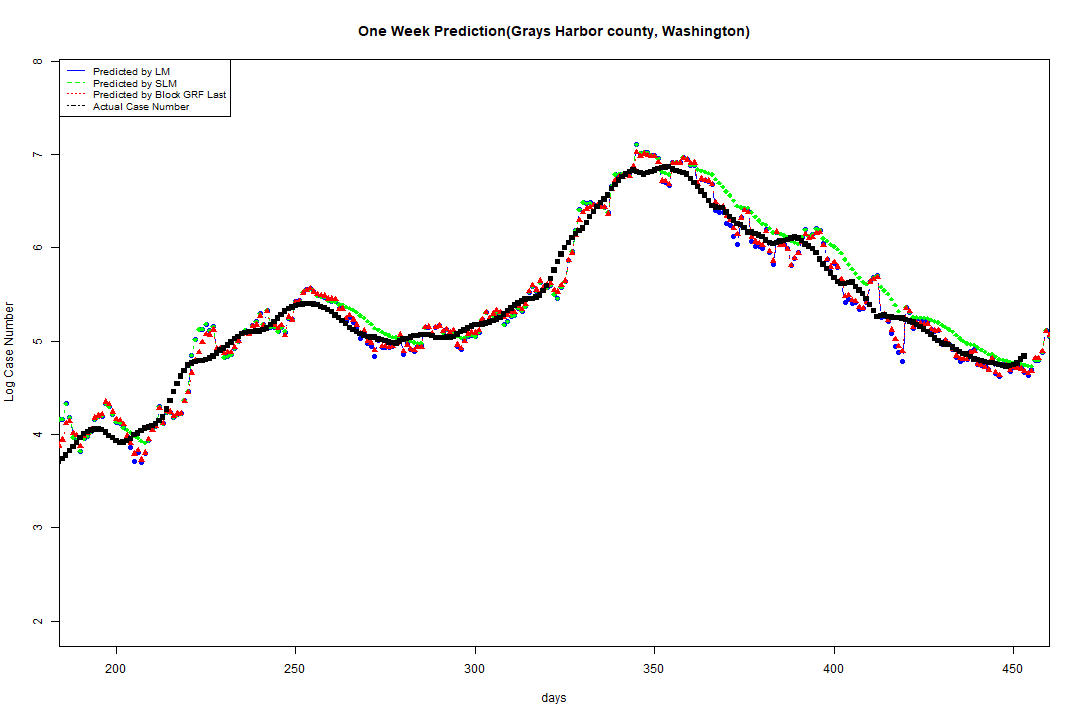 One Week Prediction(Grays Harbor county, Washington)
Predicted by LM
Predicted by SLM
Predicted by Block GRF Last
Actual Case Number
8
7
6
5
4
3
2
Log Case Number
200 250 300 350 400 450
days